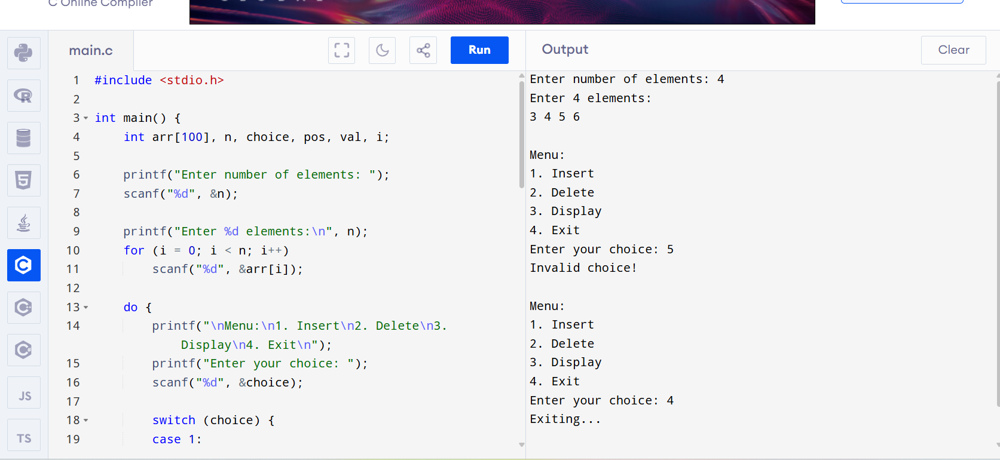 C Online Compiler
main.c
Run
Output
Clear
1 #include <stdio.h>
2
3 int main() {
4     int arr[100], n, choice, pos, val, i;
5
6     printf("Enter number of elements: ");
7     scanf("%d", &n);
8
9     printf("Enter %d elements:\n", n);
10     for (i = 0; i < n; i++)
11         scanf("%d", &arr[i]);
12
13     do {
14         printf("\nMenu:\n1. Insert\n2. Delete\n3.
            Display\n4. Exit\n");
15         printf("Enter your choice: ");
16         scanf("%d", &choice);
17
18         switch (choice) {
19         case 1:
Enter number of elements: 4
Enter 4 elements:
3 4 5 6

Menu:
1. Insert
2. Delete
3. Display
4. Exit
Enter your choice: 5
Invalid choice!

Menu:
1. Insert
2. Delete
3. Display
4. Exit
Enter your choice: 4
Exiting...
R
5
C
C++
C#
JS
TS